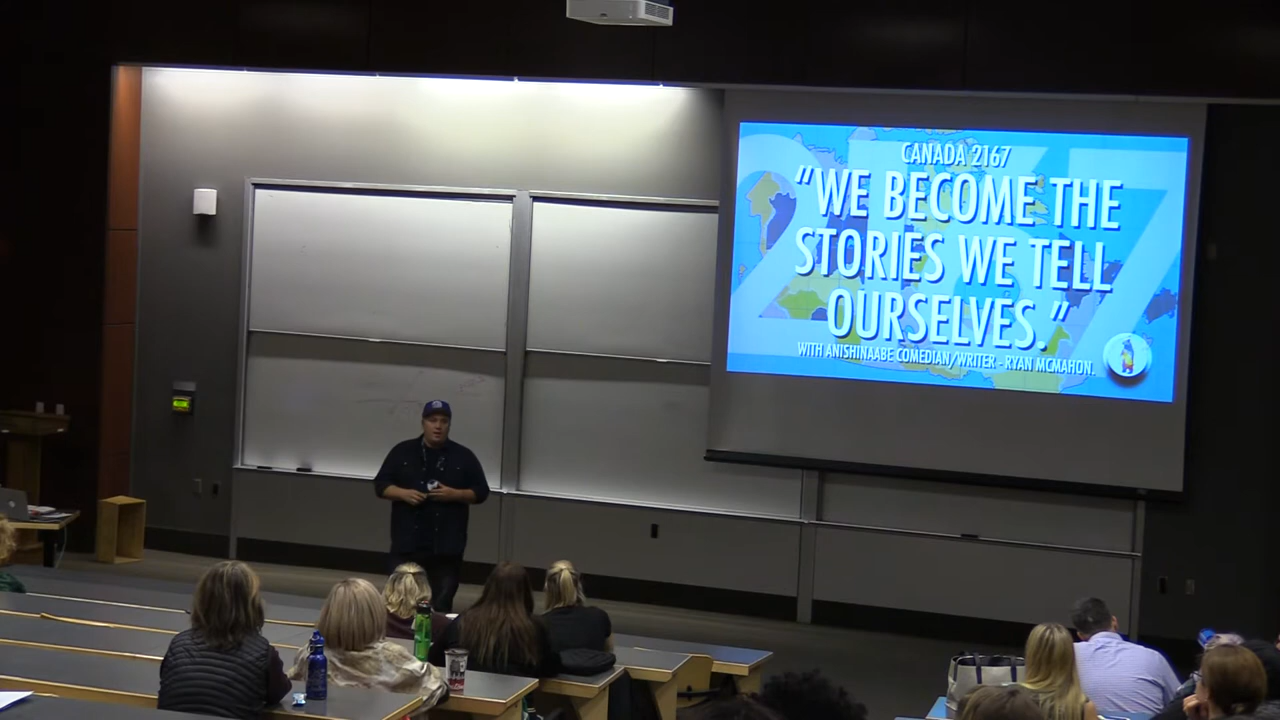 CANADA 2167
"WE BECOME THE
STORIES WE TELL
OURSELVES."
WITH ANISHINAABE COMEDIAN/WRITER - RYAN MCMAHON.